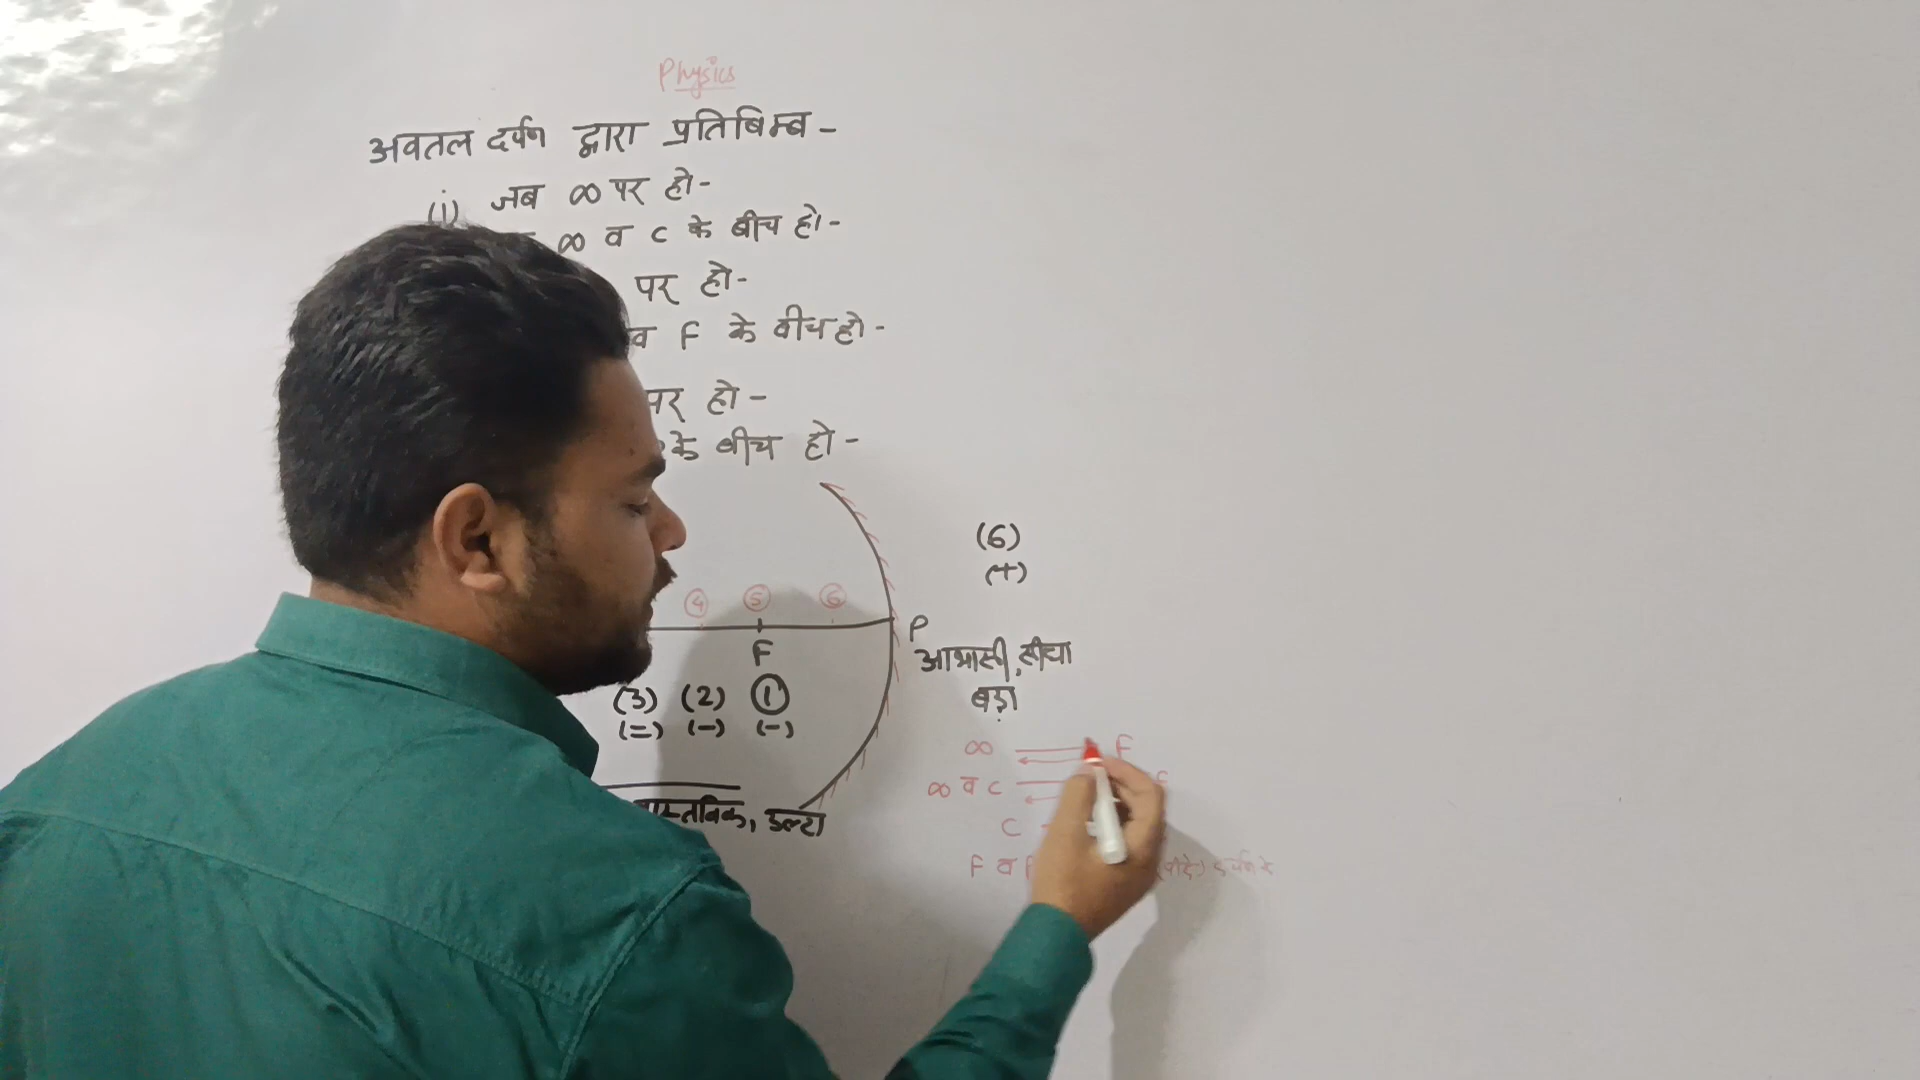 Physics
अवतल दर्पण द्वारा प्रतिबिम्ब -
(i) जब ∞ पर हो -
∞ व C के बीच हो -
पर हो -
व F के बीच हो -
पर हो -
के बीच हो -
(6)
(+)
④ ⑤ ⑥
P
F
आभासी, सीधा
बड़ा
(3) (2) ①
(=) (-) (-)
∞ F
∞ व C F
वास्तविक, उल्टा
C
F व